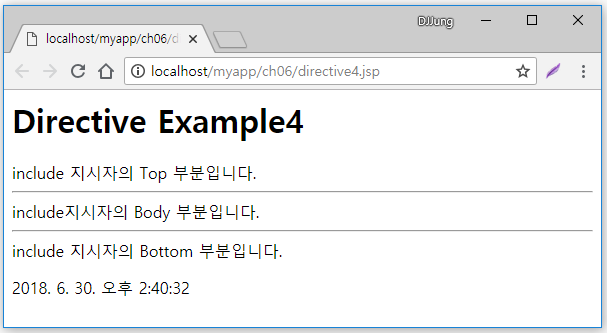 DJJung
localhost/myapp/ch06/di
localhost/myapp/ch06/directive4.jsp
Directive Example4
include 지시자의 Top 부분입니다.
include지시자의 Body 부분입니다.
include 지시자의 Bottom 부분입니다.
2018. 6. 30. 오후 2:40:32